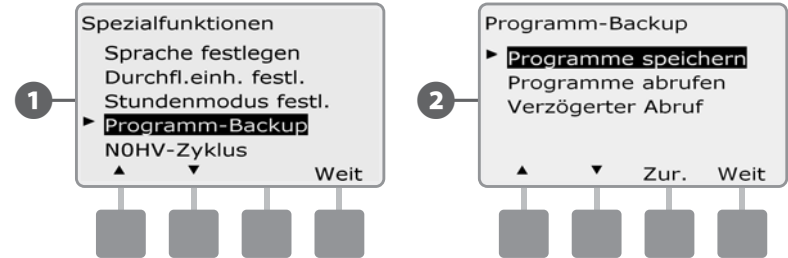 1
Spezialfunktionen
Sprache festlegen
Durchfl.einh. festl.
Stundenmodus festl.
Programm-Backup
N0HV-Zyklus
Weit
2
Programm-Backup
Programme speichern
Programme abrufen
Verzögerter Abruf
Zur. Weit